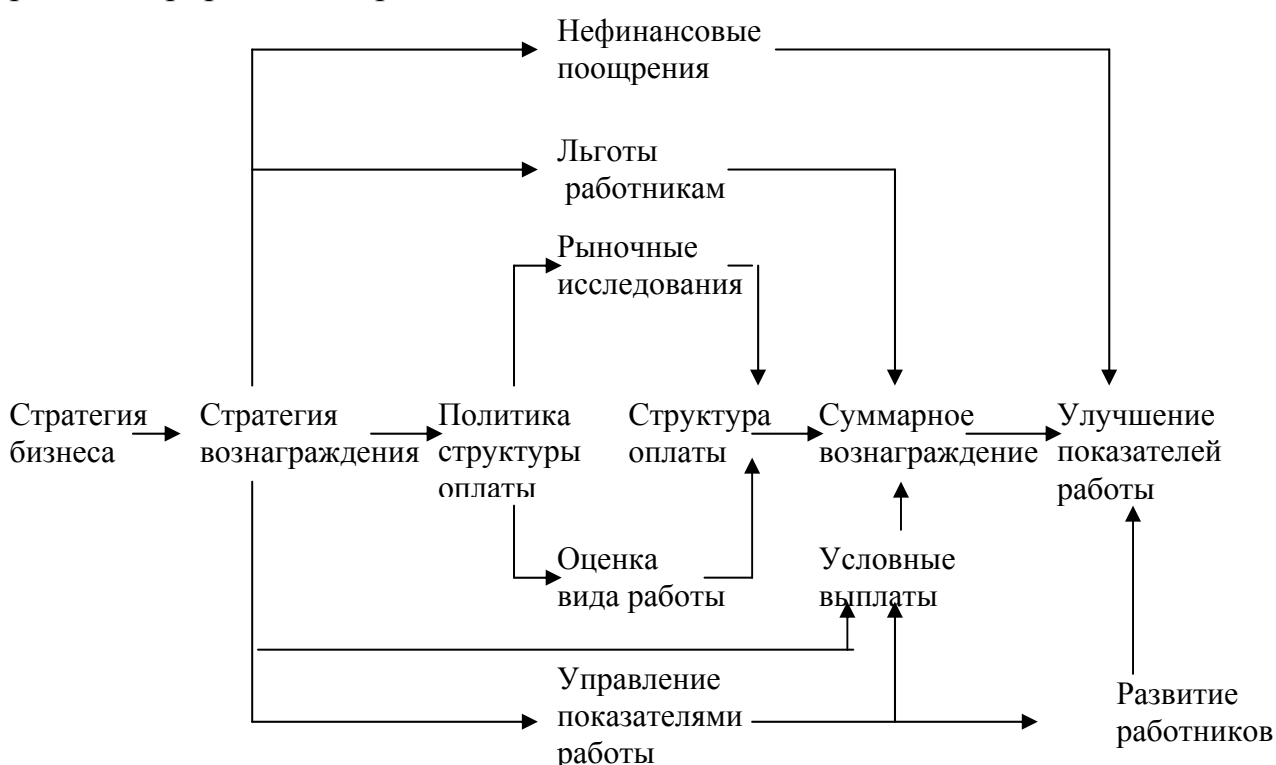 Нефинансовые
поощрения
Льготы
работникам
Рыночные
исследования
Стратегия
бизнеса
Стратегия
вознаграждения
Политика
структуры
оплаты
Структура
оплаты
Суммарное
вознаграждение
Улучшение
показателей
работы
Оценка
вида работы
Условные
выплаты
Управление
показателями
работы
Развитие
работников